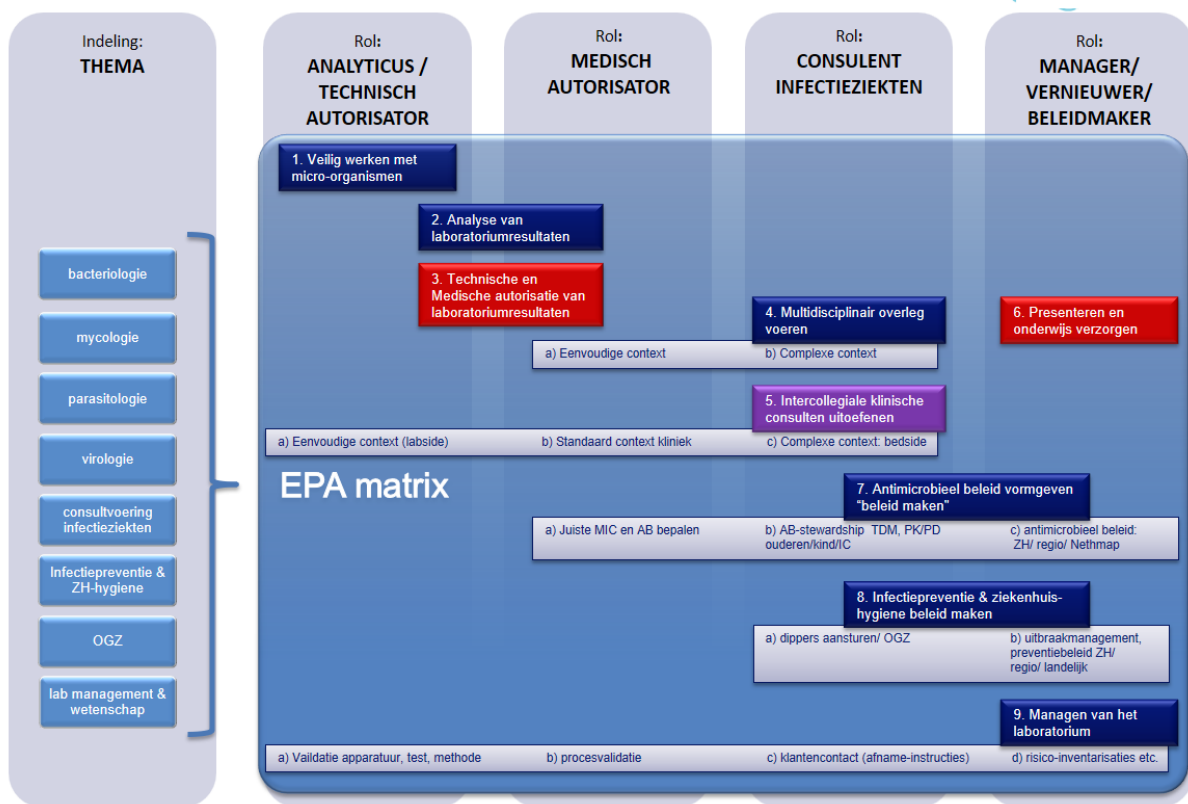 Indeling:
THEMA
Rol:
ANALYTICUS /
TECHNISCH
AUTORISATOR
Rol:
MEDISCH
AUTORISATOR
Rol:
CONSULENT
INFECTIEZIEKTEN
Rol:
MANAGER/
VERNIEUWER/
BELEIDMAKER
bacteriologie
mycologie
parasitologie
virologie
consultvoering
infectieziekten
Infectiepreventie &
ZH-hygiene
OGZ
lab management &
wetenschap
1. Veilig werken met
micro-organismen
2. Analyse van
laboratoriumresultaten
3. Technische en
Medische autorisatie van
laboratoriumresultaten
4. Multidisciplinair overleg
voeren
6. Presenteren en
onderwijs verzorgen
a) Eenvoudige context
b) Complexe context
5. Intercollegiale klinische
consulten uitoefenen
a) Eenvoudige context (labside)
b) Standaard context kliniek
c) Complexe context: bedside
EPA matrix
7. Antimicrobieel beleid vormgeven
"beleid maken"
a) Juiste MIC en AB bepalen
b) AB-stewardship TDM, PK/PD
ouderen/kind/IC
c) antimicrobieel beleid:
ZH/ regio/ Nethmap
8. Infectiepreventie & ziekenhuis-
hygiene beleid maken
a) dippers aansturen/ OGZ
b) uitbraakmanagement,
preventiebeleid ZH/
regio/ landelijk
9. Managen van het
laboratorium
a) Vaildatie apparatuur, test, methode
b) procesvalidatie
c) klantencontact (afname-instructies)
d) risico-inventarisaties etc.